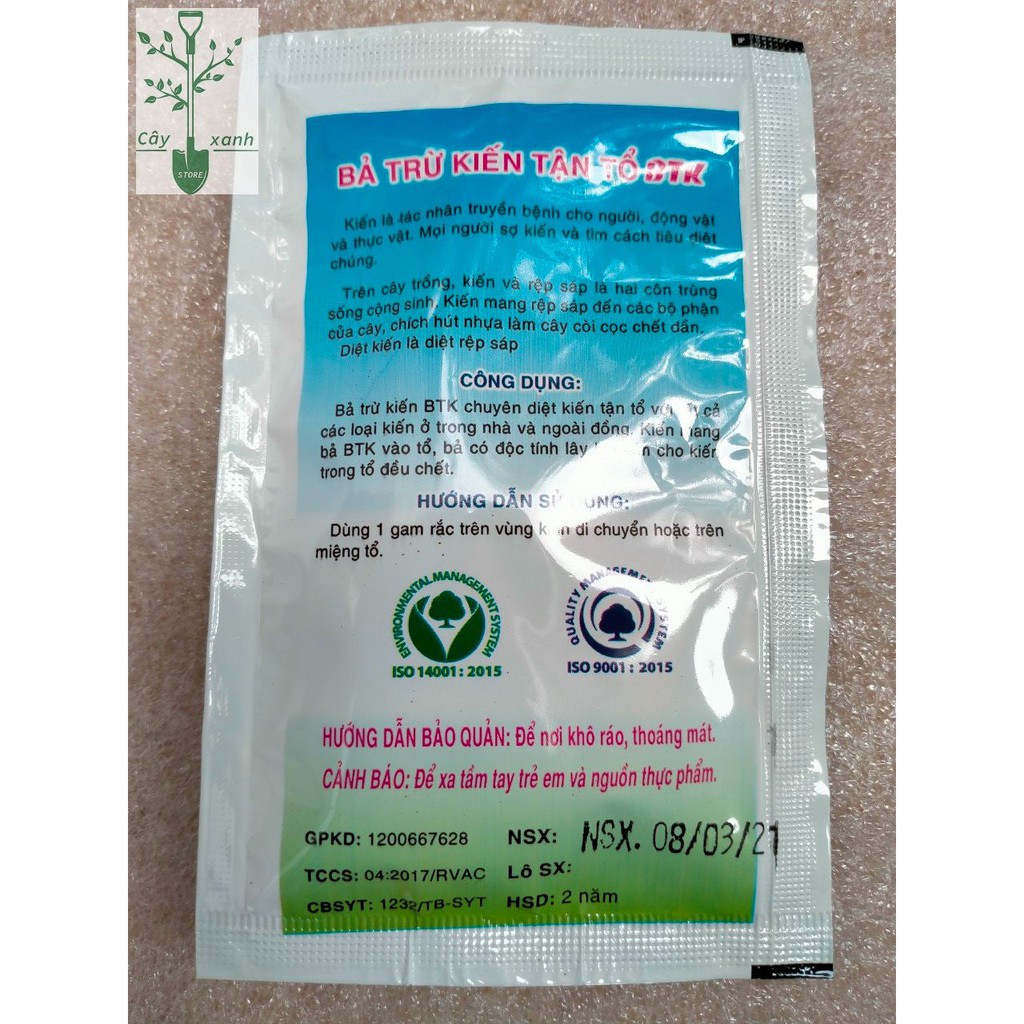 Cây xanh
STORE
BẢ TRỪ KIẾN TẬN TỔ BTK
Kiến là tác nhân truyền bệnh cho người, động vật
và thực vật. Mọi người sợ kiến và tìm cách tiêu diệt
chúng.
Trên cây trồng, kiến và rệp sáp là hai côn trùng
sống cộng sinh. Kiến mang rệp sáp đến các bộ phận
của cây, chích hút nhựa làm cây còi cọc chết dần.
Diệt kiến là diệt rệp sáp
CÔNG DỤNG:
Bả trừ kiến BTK chuyên diệt kiến tận tổ cả
các loại kiến ở trong nhà và ngoài đồng. Kiến mang
bả BTK vào tổ, bả có độc tính lây cho kiến
trong tổ đều chết.
HƯỚNG DẪN SỬ DỤNG:
Dùng 1 gam rắc trên vùng kiến di chuyển hoặc trên
miệng tổ.
ENVIRONMENTAL MANAGEMENT SYSTEM
ISO 14001 : 2015
QUALITY MANAGEMENT SYSTEM
ISO 9001 : 2015
HƯỚNG DẪN BẢO QUẢN: Để nơi khô ráo, thoáng mát.
CẢNH BÁO: Để xa tầm tay trẻ em và nguồn thực phẩm.
GPKD: 1200667628 NSX: NSX. 08/03/21
TCCS: 04:2017/RVAC Lô SX:
CBSYT: 1232/TB-SYT HSD: 2 năm